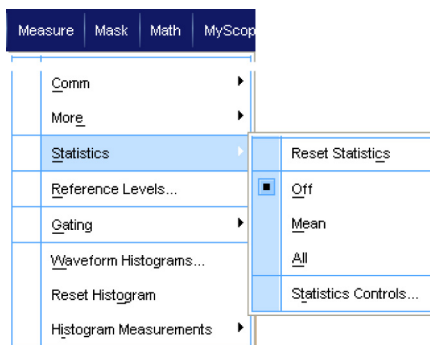 Measure Mask Math MyScop
Comm
More
Statistics
Reference Levels...
Gating
Waveform Histograms...
Reset Histogram
Histogram Measurements
Reset Statistics
Off
Mean
All
Statistics Controls...